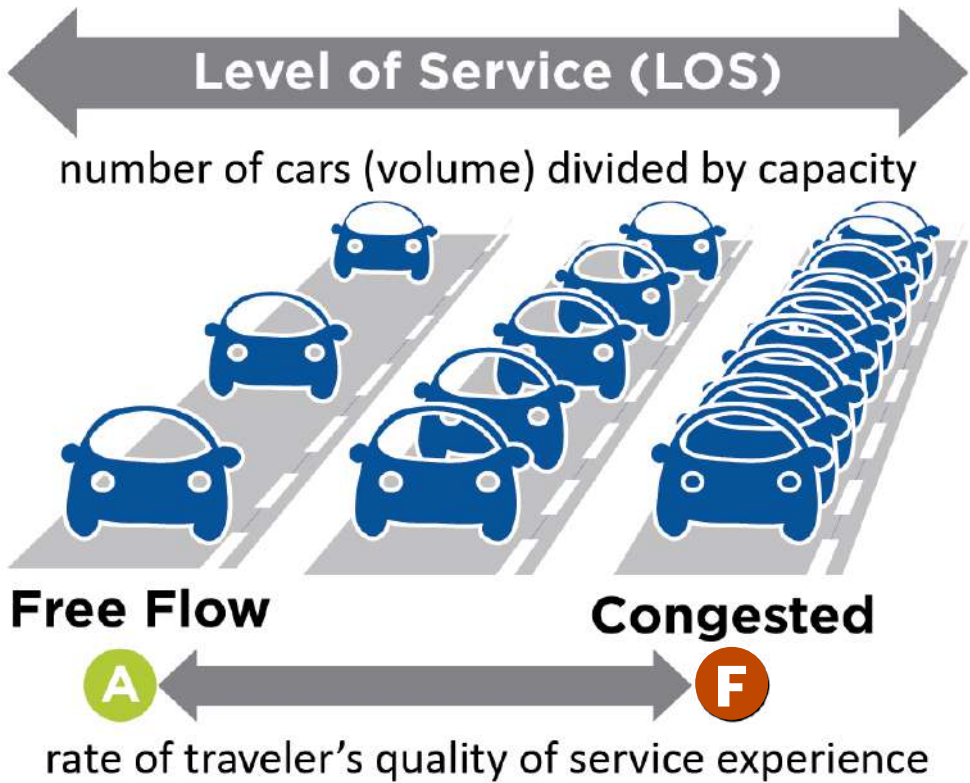 Level of Service (LOS)
number of cars (volume) divided by capacity
Free Flow
Congested
A
F
rate of traveler's quality of service experience